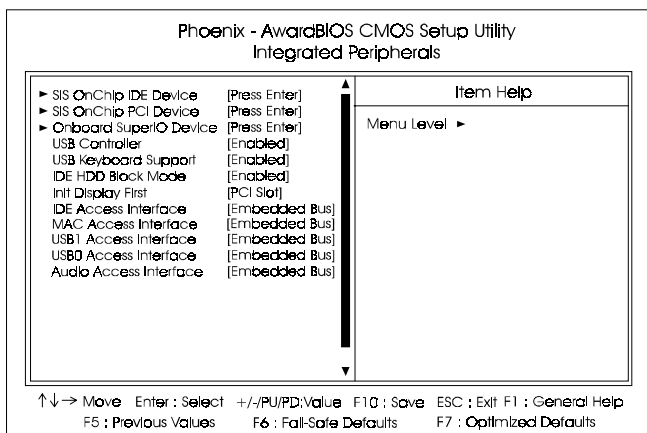 Phoenix - AwardBIOS CMOS Setup Utility
Integrated Peripherals
► SIS OnChip IDE Device [Press Enter]
► SIS OnChip PCI Device [Press Enter]
► Onboard SuperIO Device [Press Enter]
USB Controller [Enabled]
USB Keyboard Support [Enabled]
IDE HDD Block Mode [Enabled]
Init Display First [PCI Slot]
IDE Access Interface [Embedded Bus]
MAC Access Interface [Embedded Bus]
USB1 Access Interface [Embedded Bus]
USB0 Access Interface [Embedded Bus]
Audio Access Interface [Embedded Bus]
Item Help
Menu Level ►
↑↓→ Move Enter : Select +/-/PU/PD:Value F10 : Save ESC : Exit F1 : General Help
F5 : Previous Values F6 : Fail-Safe Defaults F7 : Optimized Defaults